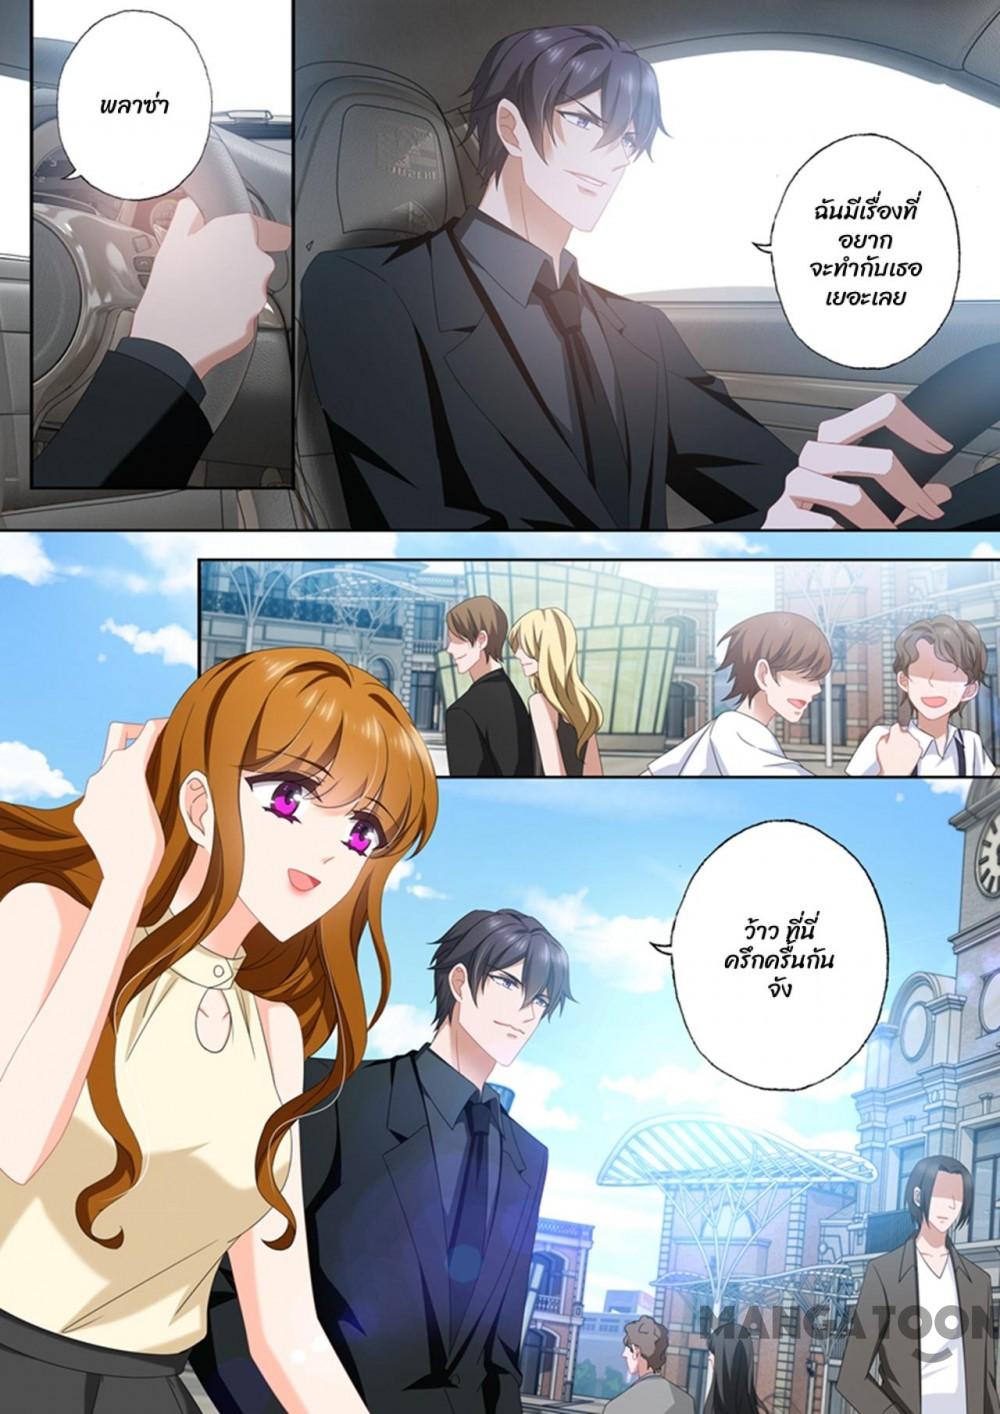 พลาซ่า
ฉันมีเรื่องที่
อยาก
จะทำกับเธอ
เยอะเลย
ว้าว ที่นี่
ครึกครื้นกัน
จัง
MANGATOON